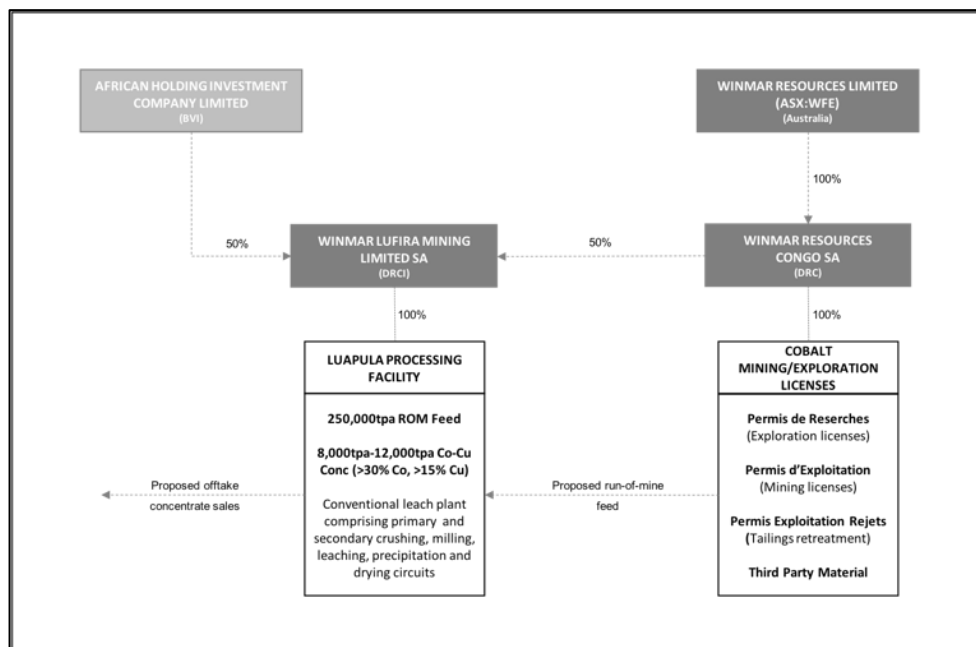 AFRICAN HOLDING INVESTMENT
COMPANY LIMITED
(BVI)
WINMAR RESOURCES LIMITED
(ASX:WFE)
(Australia)
100%
50%
WINMAR LUFIRA MINING
LIMITED SA
(DRCI)
50%
WINMAR RESOURCES
CONGO SA
(DRC)
100%
100%
LUAPULA PROCESSING
FACILITY
250,000tpa ROM Feed
8,000tpa-12,000tpa Co-Cu
Conc (>30% Co, >15% Cu)
Conventional leach plant
comprising primary and
secondary crushing, milling,
leaching, precipitation and
drying circuits
COBALT
MINING/EXPLORATION
LICENSES
Permis de Reserches
(Exploration licenses)
Permis d'Exploitation
(Mining licenses)
Permis Exploitation Rejets
(Tailings retreatment)
Third Party Material
Proposed offtake
concentrate sales
Proposed run-of-mine
feed